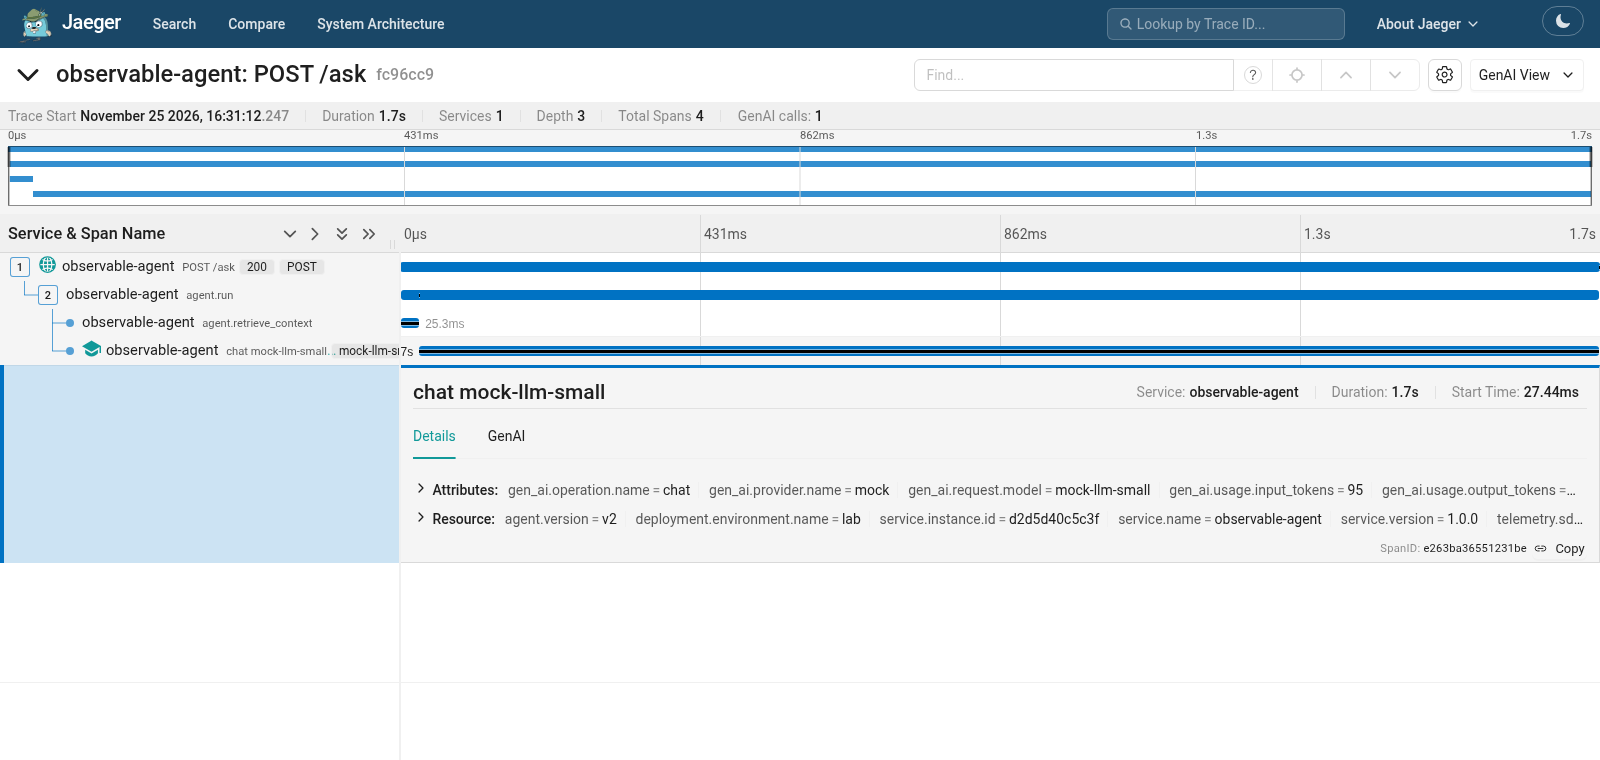 Jaeger Search Compare System Architecture Lookup by Trace ID... About Jaeger
observable-agent: POST /ask fc96cc9 Find... ? GenAI View
Trace Start November 25 2026, 16:31:12.247 Duration 1.7s Services 1 Depth 3 Total Spans 4 GenAI calls: 1
0μs 431ms 862ms 1.3s 1.7s
Service & Span Name 0μs 431ms 862ms 1.3s 1.7s
1 observable-agent POST /ask 200 POST
2 observable-agent agent.run
observable-agent agent.retrieve_context 25.3ms
observable-agent chat mock-llm-small... mock-llm-s 7s
chat mock-llm-small Service: observable-agent Duration: 1.7s Start Time: 27.44ms
Details GenAI
Attributes: gen_ai.operation.name = chat gen_ai.provider.name = mock gen_ai.request.model = mock-llm-small gen_ai.usage.input_tokens = 95 gen_ai.usage.output_tokens =...
Resource: agent.version = v2 deployment.environment.name = lab service.instance.id = d2d5d40c5c3f service.name = observable-agent service.version = 1.0.0 telemetry.sd...
SpanID: e263ba36551231be Copy